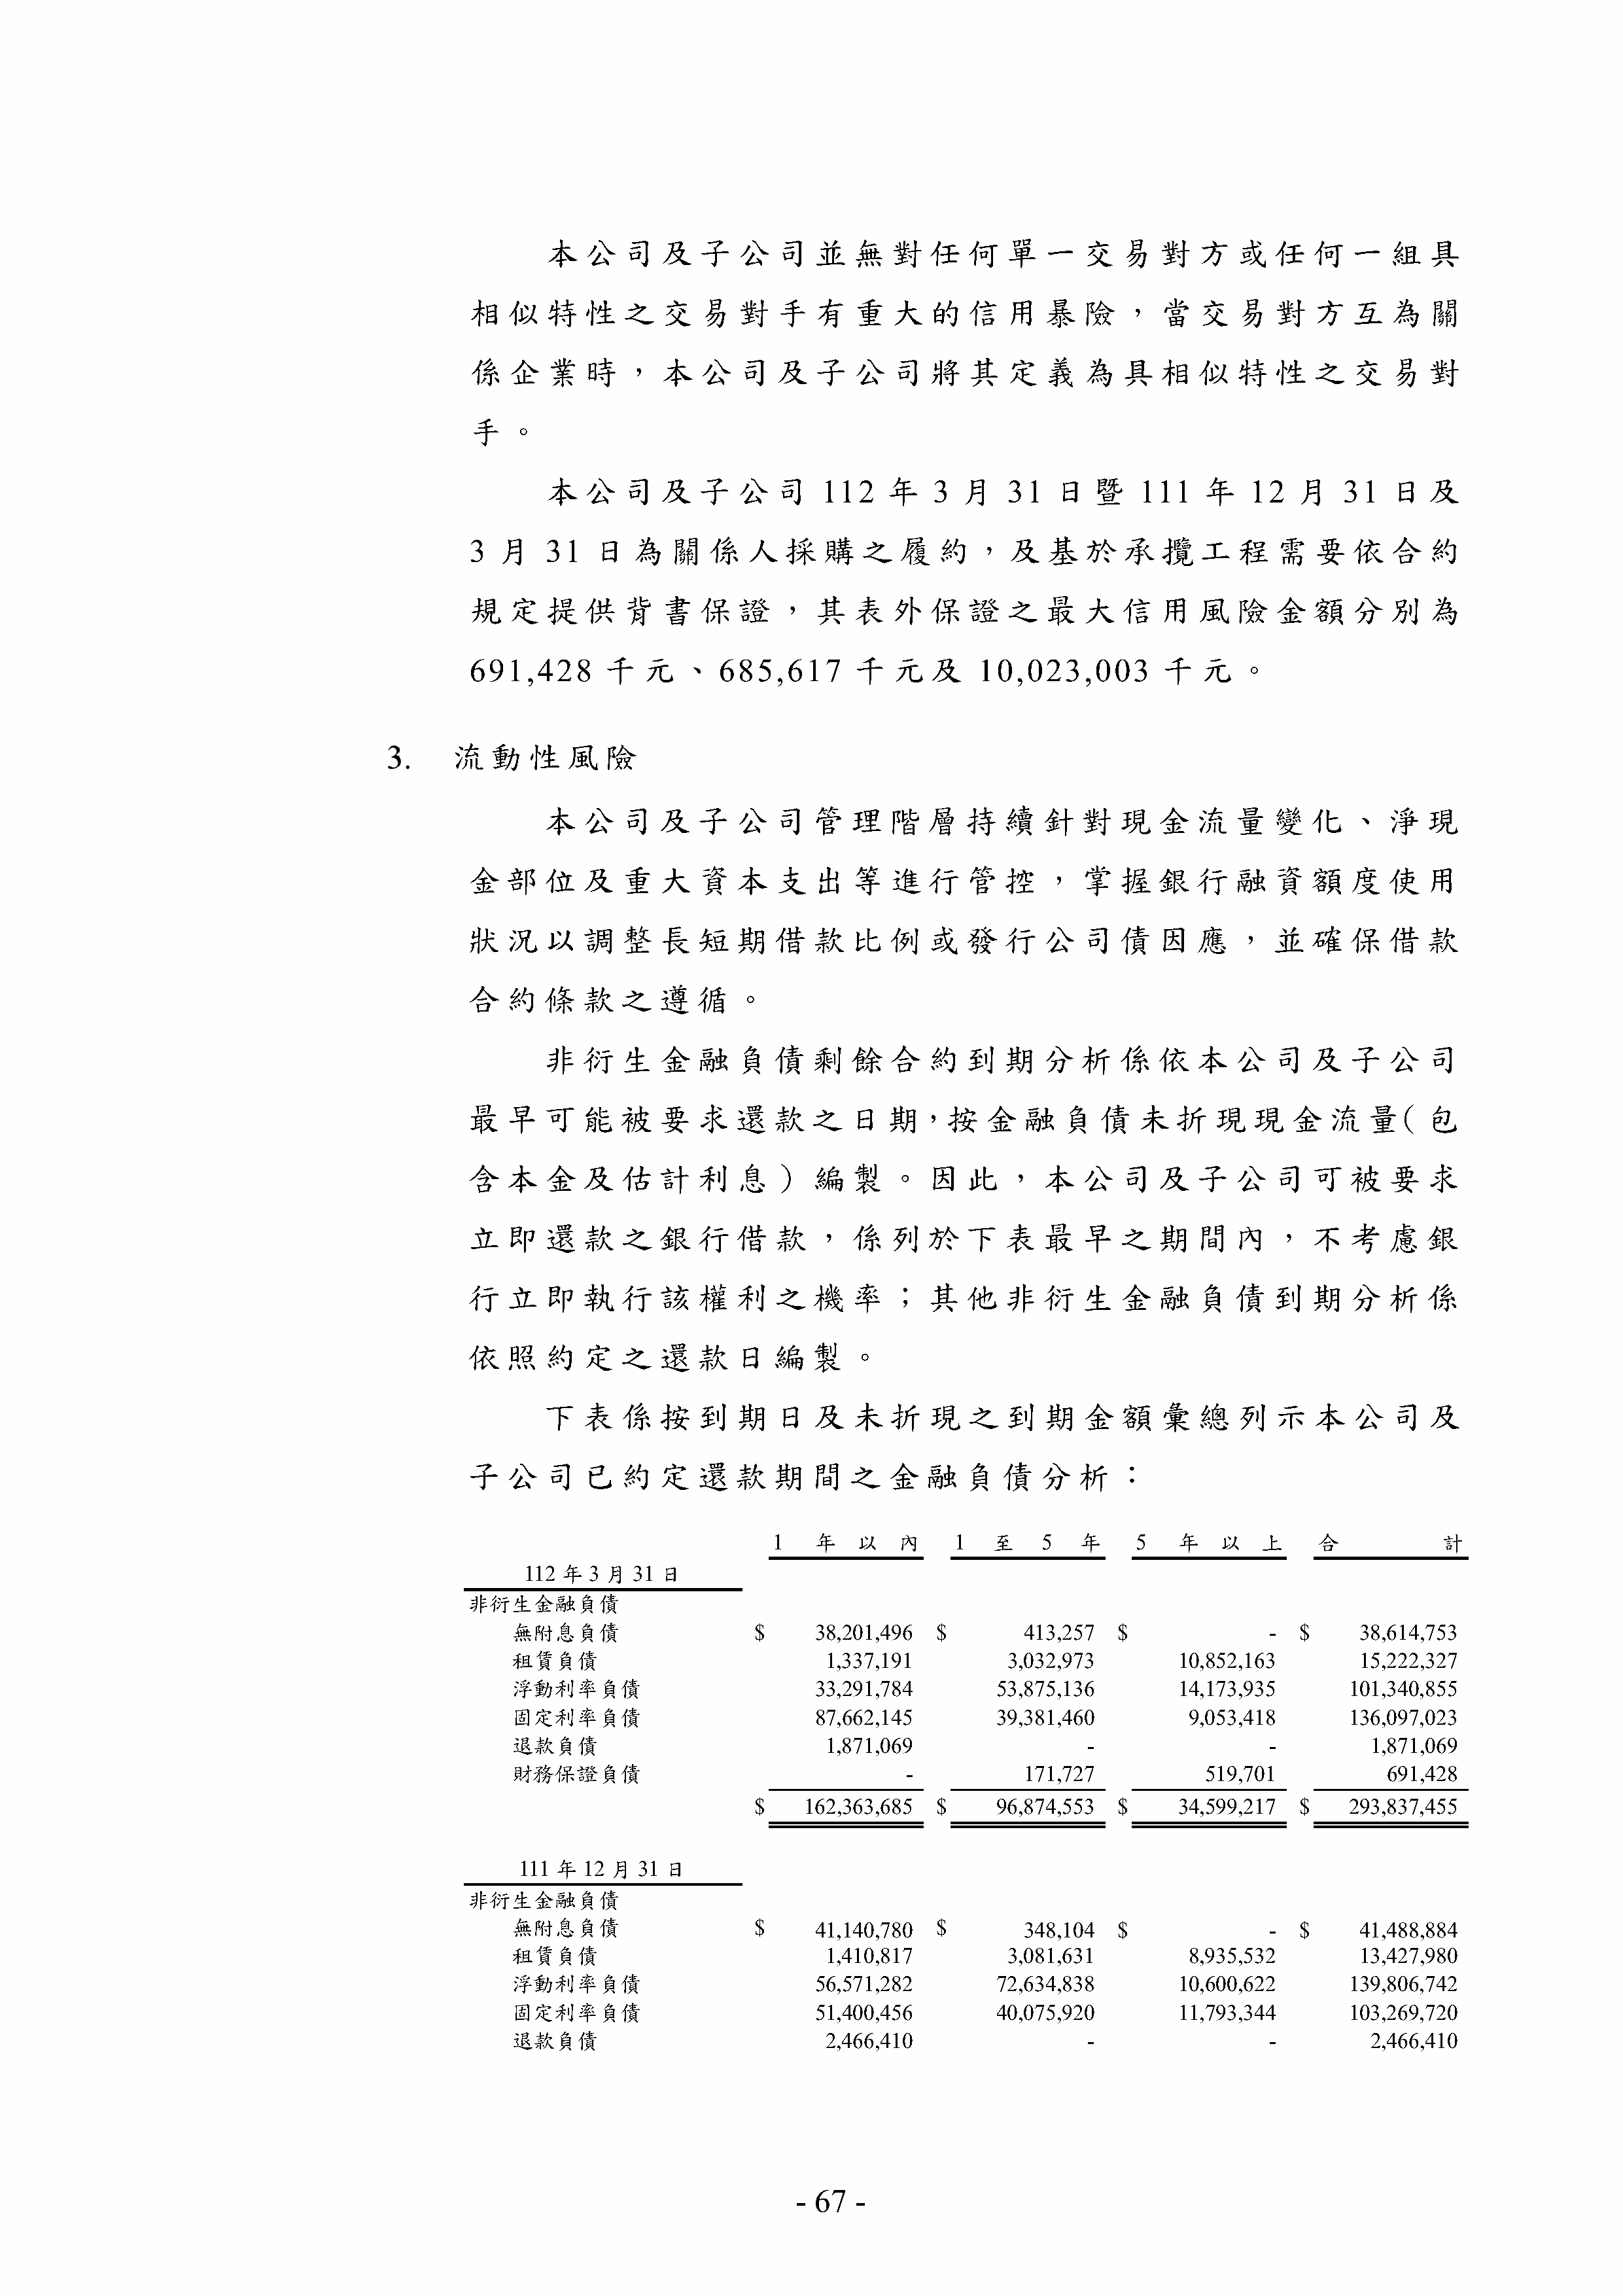 本公司及子公司並無對任何單一交易對方或任何一組具
相似特性之交易對手有重大的信用暴險，當交易對方互為關
係企業時，本公司及子公司將其定義為具相似特性之交易對
手。
本公司及子公司 112 年 3 月 31 日暨 111 年 12 月 31 日及
3 月 31 日為關係人採購之履約，及基於承攬工程需要依合約
規定提供背書保證，其表外保證之最大信用風險金額分別為
691,428 千元、685,617 千元及 10,023,003 千元。
3. 流動性風險
本公司及子公司管理階層持續針對現金流量變化、淨現
金部位及重大資本支出等進行管控，掌握銀行融資額度使用
狀況以調整長短期借款比例或發行公司債因應，並確保借款
合約條款之遵循。
非衍生金融負債剩餘合約到期分析係依本公司及子公司
最早可能被要求還款之日期，按金融負債未折現現金流量（包
含本金及估計利息）編製。因此，本公司及子公司可被要求
立即還款之銀行借款，係列於下表最早之期間內，不考慮銀
行立即執行該權利之機率；其他非衍生金融負債到期分析係
依照約定之還款日編製。
下表係按到期日及未折現之到期金額彙總列示本公司及
子公司已約定還款期間之金融負債分析：
1 年以內 1 至 5 年 5 年以上 合計
112 年 3 月 31 日
非衍生金融負債
無附息負債 $ 38,201,496 $ 413,257 $ - $ 38,614,753
租賃負債 1,337,191 3,032,973 10,852,163 15,222,327
浮動利率負債 33,291,784 53,875,136 14,173,935 101,340,855
固定利率負債 87,662,145 39,381,460 9,053,418 136,097,023
退款負債 1,871,069 - - 1,871,069
財務保證負債 - 171,727 519,701 691,428
$ 162,363,685 $ 96,874,553 $ 34,599,217 $ 293,837,455
111 年 12 月 31 日
非衍生金融負債
無附息負債 $ 41,140,780 $ 348,104 $ - $ 41,488,884
租賃負債 1,410,817 3,081,631 8,935,532 13,427,980
浮動利率負債 56,571,282 72,634,838 10,600,622 139,806,742
固定利率負債 51,400,456 40,075,920 11,793,344 103,269,720
退款負債 2,466,410 - - 2,466,410
- 67 -